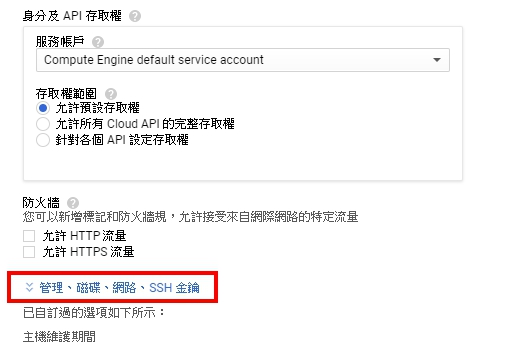 身分及 API 存取權
服務帳戶
Compute Engine default service account
存取權範圍
允許預設存取權
允許所有 Cloud API 的完整存取權
針對各個 API 設定存取權
防火牆
您可以新增標記和防火牆規，允許接受來自網際網路的特定流量
允許 HTTP 流量
允許 HTTPS 流量
管理、磁碟、網路、SSH 金鑰
已自訂過的選項如下所示：
主機維護期間